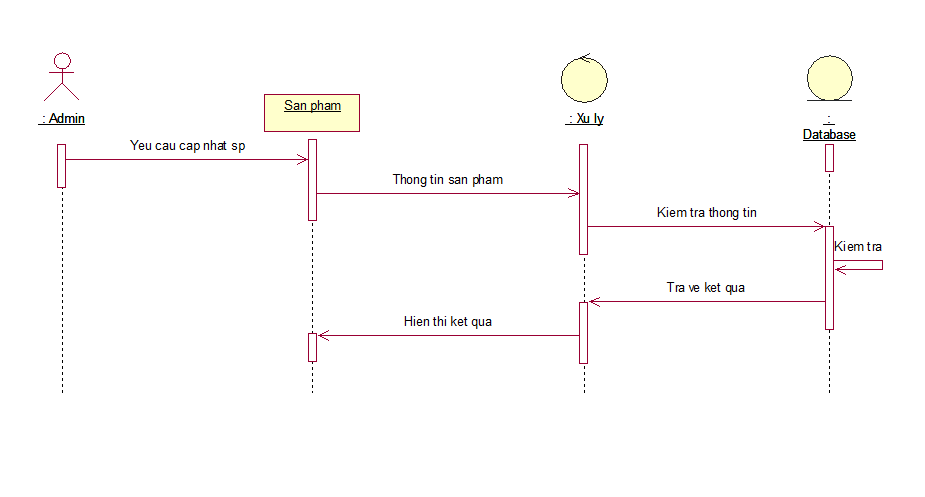 San pham
: Admin
: Xu ly
:
Database
Yeu cau cap nhat sp
Thong tin san pham
Kiem tra thong tin
Kiem tra
Tra ve ket qua
Hien thi ket qua